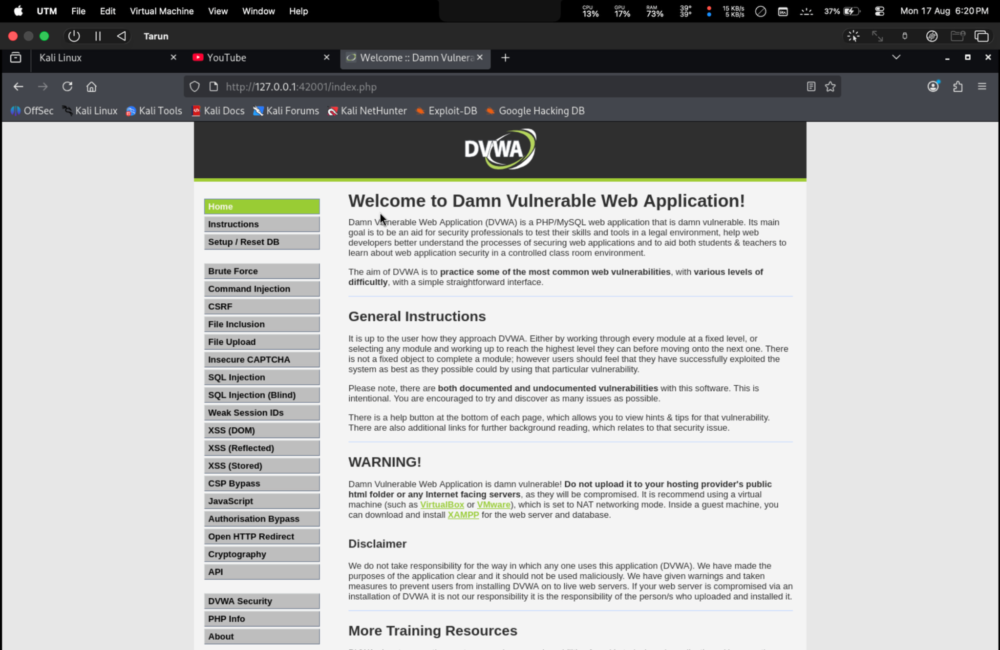 UTM File Edit Virtual Machine View Window Help CPU 13% GPU 17% RAM 73% 39° 39° 15 KB/s 5 KB/s 37% Mon 17 Aug 6:20 PM
Tarun
Kali Linux YouTube Welcome :: Damn Vulnera
http://127.0.0.1:42001/index.php
OffSec Kali Linux Kali Tools Kali Docs Kali Forums Kali NetHunter Exploit-DB Google Hacking DB
DVWA
Home
Instructions
Setup / Reset DB
Brute Force
Command Injection
CSRF
File Inclusion
File Upload
Insecure CAPTCHA
SQL Injection
SQL Injection (Blind)
Weak Session IDs
XSS (DOM)
XSS (Reflected)
XSS (Stored)
CSP Bypass
JavaScript
Authorisation Bypass
Open HTTP Redirect
Cryptography
API
DVWA Security
PHP Info
About
Welcome to Damn Vulnerable Web Application!
Damn Vulnerable Web Application (DVWA) is a PHP/MySQL web application that is damn vulnerable. Its main
goal is to be an aid for security professionals to test their skills and tools in a legal environment, help web
developers better understand the processes of securing web applications and to aid both students & teachers to
learn about web application security in a controlled class room environment.
The aim of DVWA is to practice some of the most common web vulnerabilities, with various levels of
difficultly, with a simple straightforward interface.
General Instructions
It is up to the user how they approach DVWA. Either by working through every module at a fixed level, or
selecting any module and working up to reach the highest level they can before moving onto the next one. There
is not a fixed object to complete a module; however users should feel that they have successfully exploited the
system as best as they possible could by using that particular vulnerability.
Please note, there are both documented and undocumented vulnerabilities with this software. This is
intentional. You are encouraged to try and discover as many issues as possible.
There is a help button at the bottom of each page, which allows you to view hints & tips for that vulnerability.
There are also additional links for further background reading, which relates to that security issue.
WARNING!
Damn Vulnerable Web Application is damn vulnerable! Do not upload it to your hosting provider's public
html folder or any Internet facing servers, as they will be compromised. It is recommend using a virtual
machine (such as VirtualBox or VMware), which is set to NAT networking mode. Inside a guest machine, you
can download and install XAMPP for the web server and database.
Disclaimer
We do not take responsibility for the way in which any one uses this application (DVWA). We have made the
purposes of the application clear and it should not be used maliciously. We have given warnings and taken
measures to prevent users from installing DVWA on to live web servers. If your web server is compromised via an
installation of DVWA it is not our responsibility it is the responsibility of the person/s who uploaded and installed it.
More Training Resources